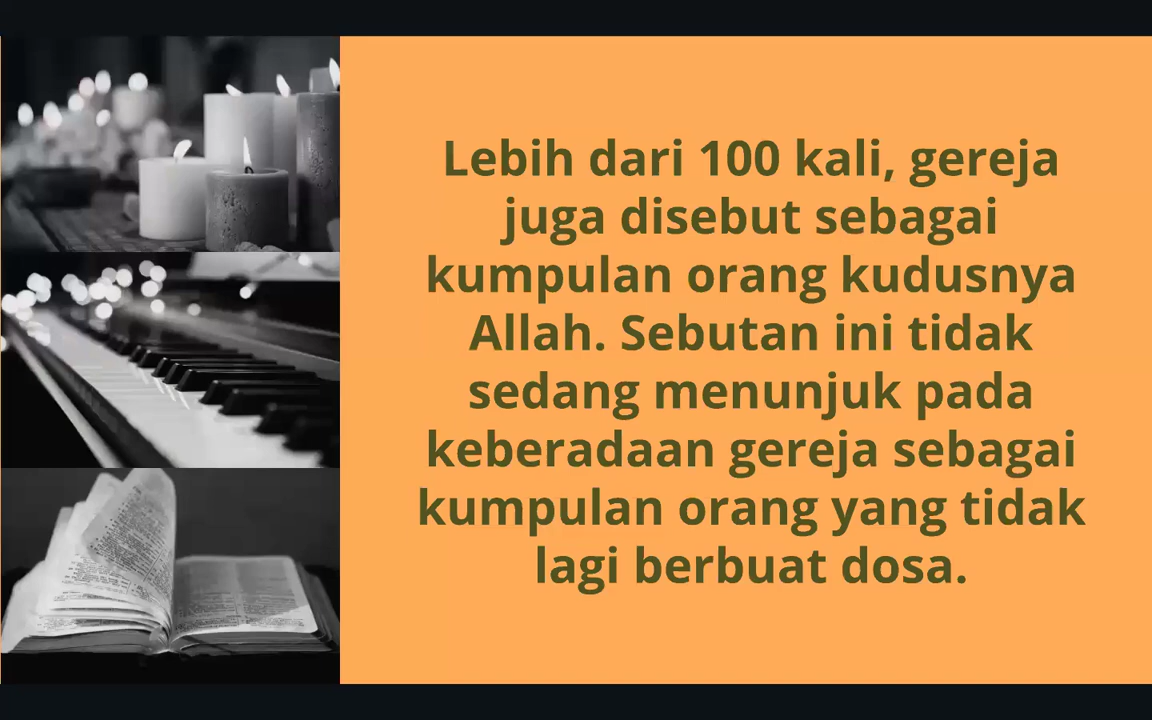 Lebih dari 100 kali, gereja
juga disebut sebagai
kumpulan orang kudusnya
Allah. Sebutan ini tidak
sedang menunjuk pada
keberadaan gereja sebagai
kumpulan orang yang tidak
lagi berbuat dosa.